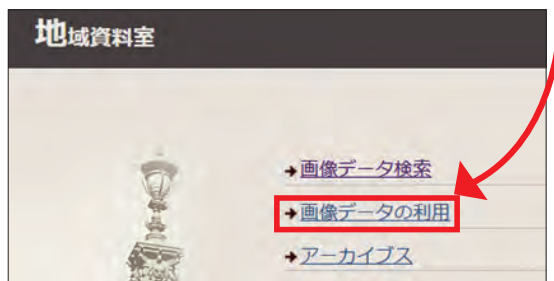 地域資料室
→画像データ検索
→画像データの利用
→アーカイブス